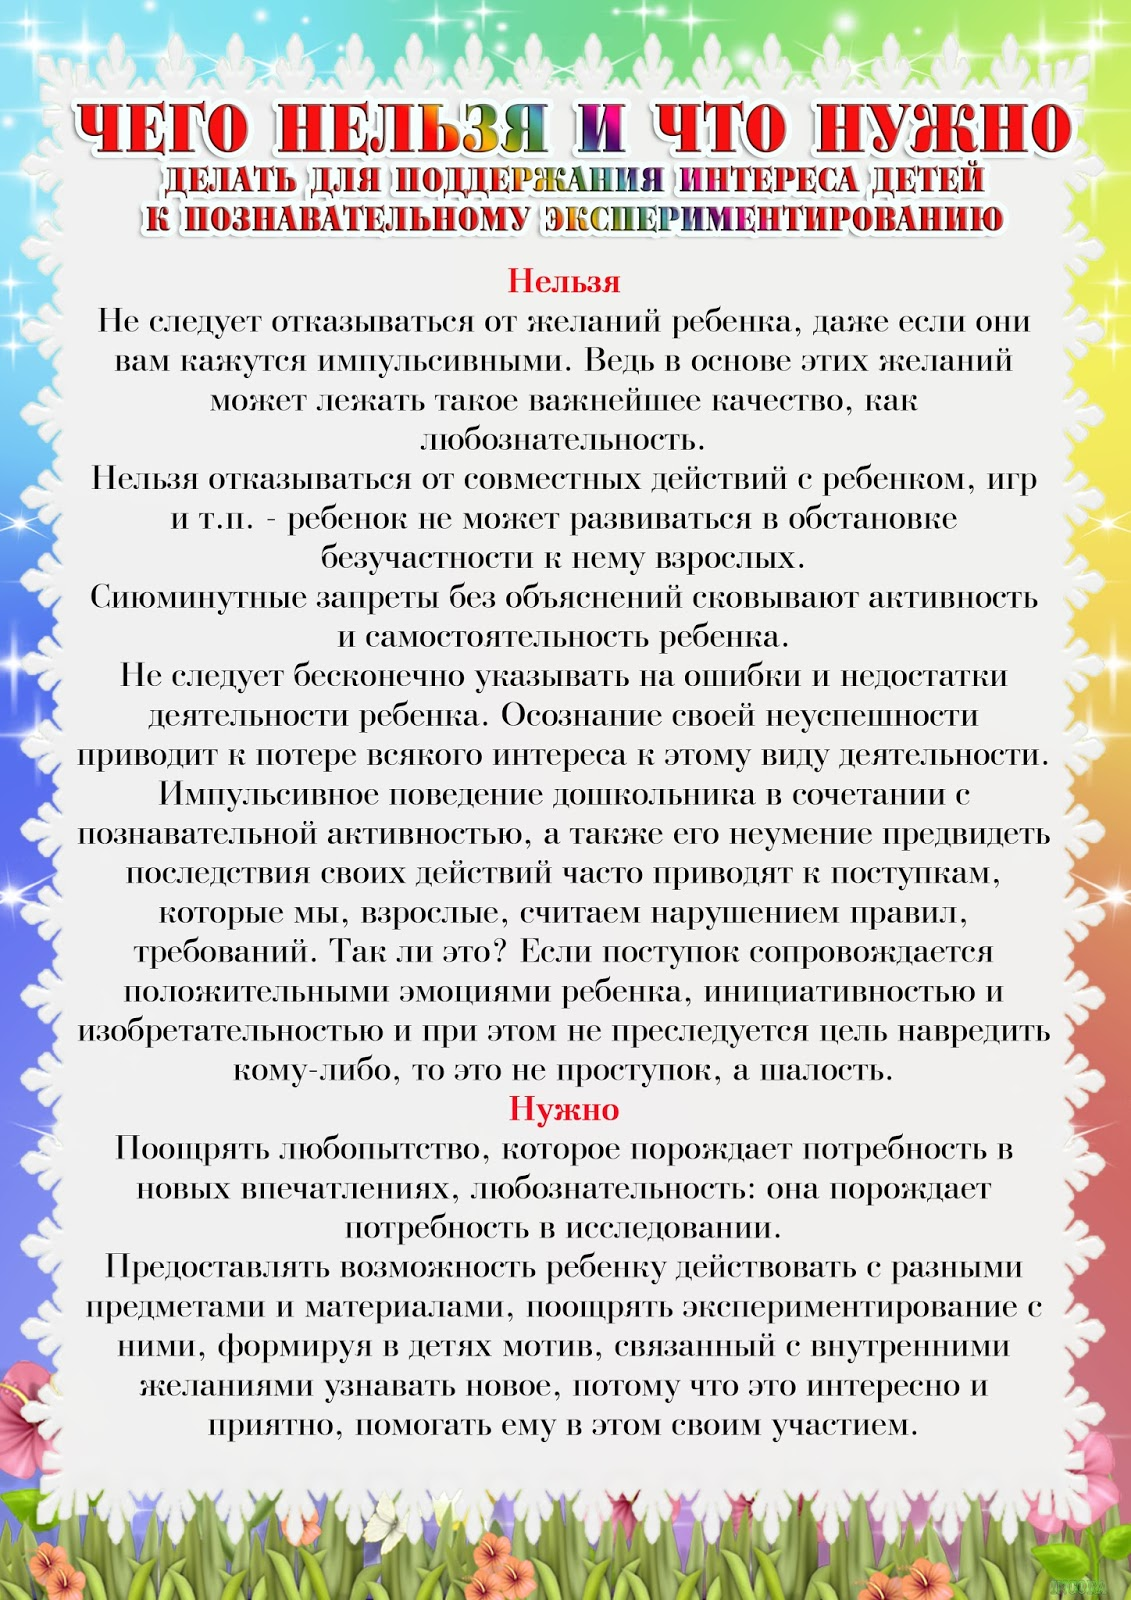 ЧЕГО НЕЛЬЗЯ И ЧТО НУЖНО
ДЕЛАТЬ ДЛЯ ПОДДЕРЖАНИЯ ИНТЕРЕСА ДЕТЕЙ
К ПОЗНАВАТЕЛЬНОМУ ЭКСПЕРИМЕНТИРОВАНИЮ
Нельзя
Не следует отказываться от желаний ребенка, даже если они
вам кажутся импульсивными. Ведь в основе этих желаний
может лежать такое важнейшее качество, как
любознательность.
Нельзя отказываться от совместных действий с ребенком, игр
и т.п. - ребенок не может развиваться в обстановке
безучастности к нему взрослых.
Сиюминутные запреты без объяснений сковывают активность
и самостоятельность ребенка.
Не следует бесконечно указывать на ошибки и недостатки
деятельности ребенка. Осознание своей неуспешности
приводит к потере всякого интереса к этому виду деятельности.
Импульсивное поведение дошкольника в сочетании с
познавательной активностью, а также его неумение предвидеть
последствия своих действий часто приводят к поступкам,
которые мы, взрослые, считаем нарушением правил,
требований. Так ли это? Если поступок сопровождается
положительными эмоциями ребенка, инициативностью и
изобретательностью и при этом не преследуется цель навредить
кому-либо, то это не проступок, а шалость.
Нужно
Поощрять любопытство, которое порождает потребность в
новых впечатлениях, любознательность: она порождает
потребность в исследовании.
Предоставлять возможность ребенку действовать с разными
предметами и материалами, поощрять экспериментирование с
ними, формируя в детях мотив, связанный с внутренними
желаниями узнавать новое, потому что это интересно и
приятно, помогать ему в этом своим участием.